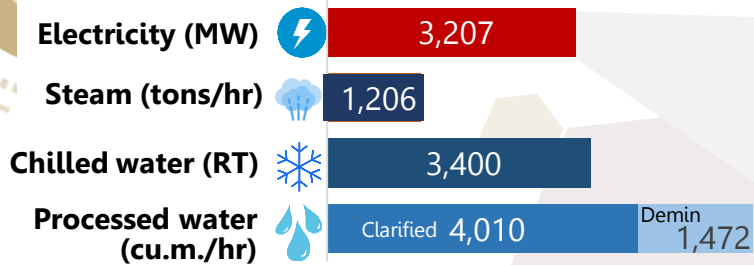 Electricity (MW) 3,207
Steam (tons/hr) 1,206
Chilled water (RT) 3,400
Processed water
(cu.m./hr)
Clarified 4,010
Demin
1,472